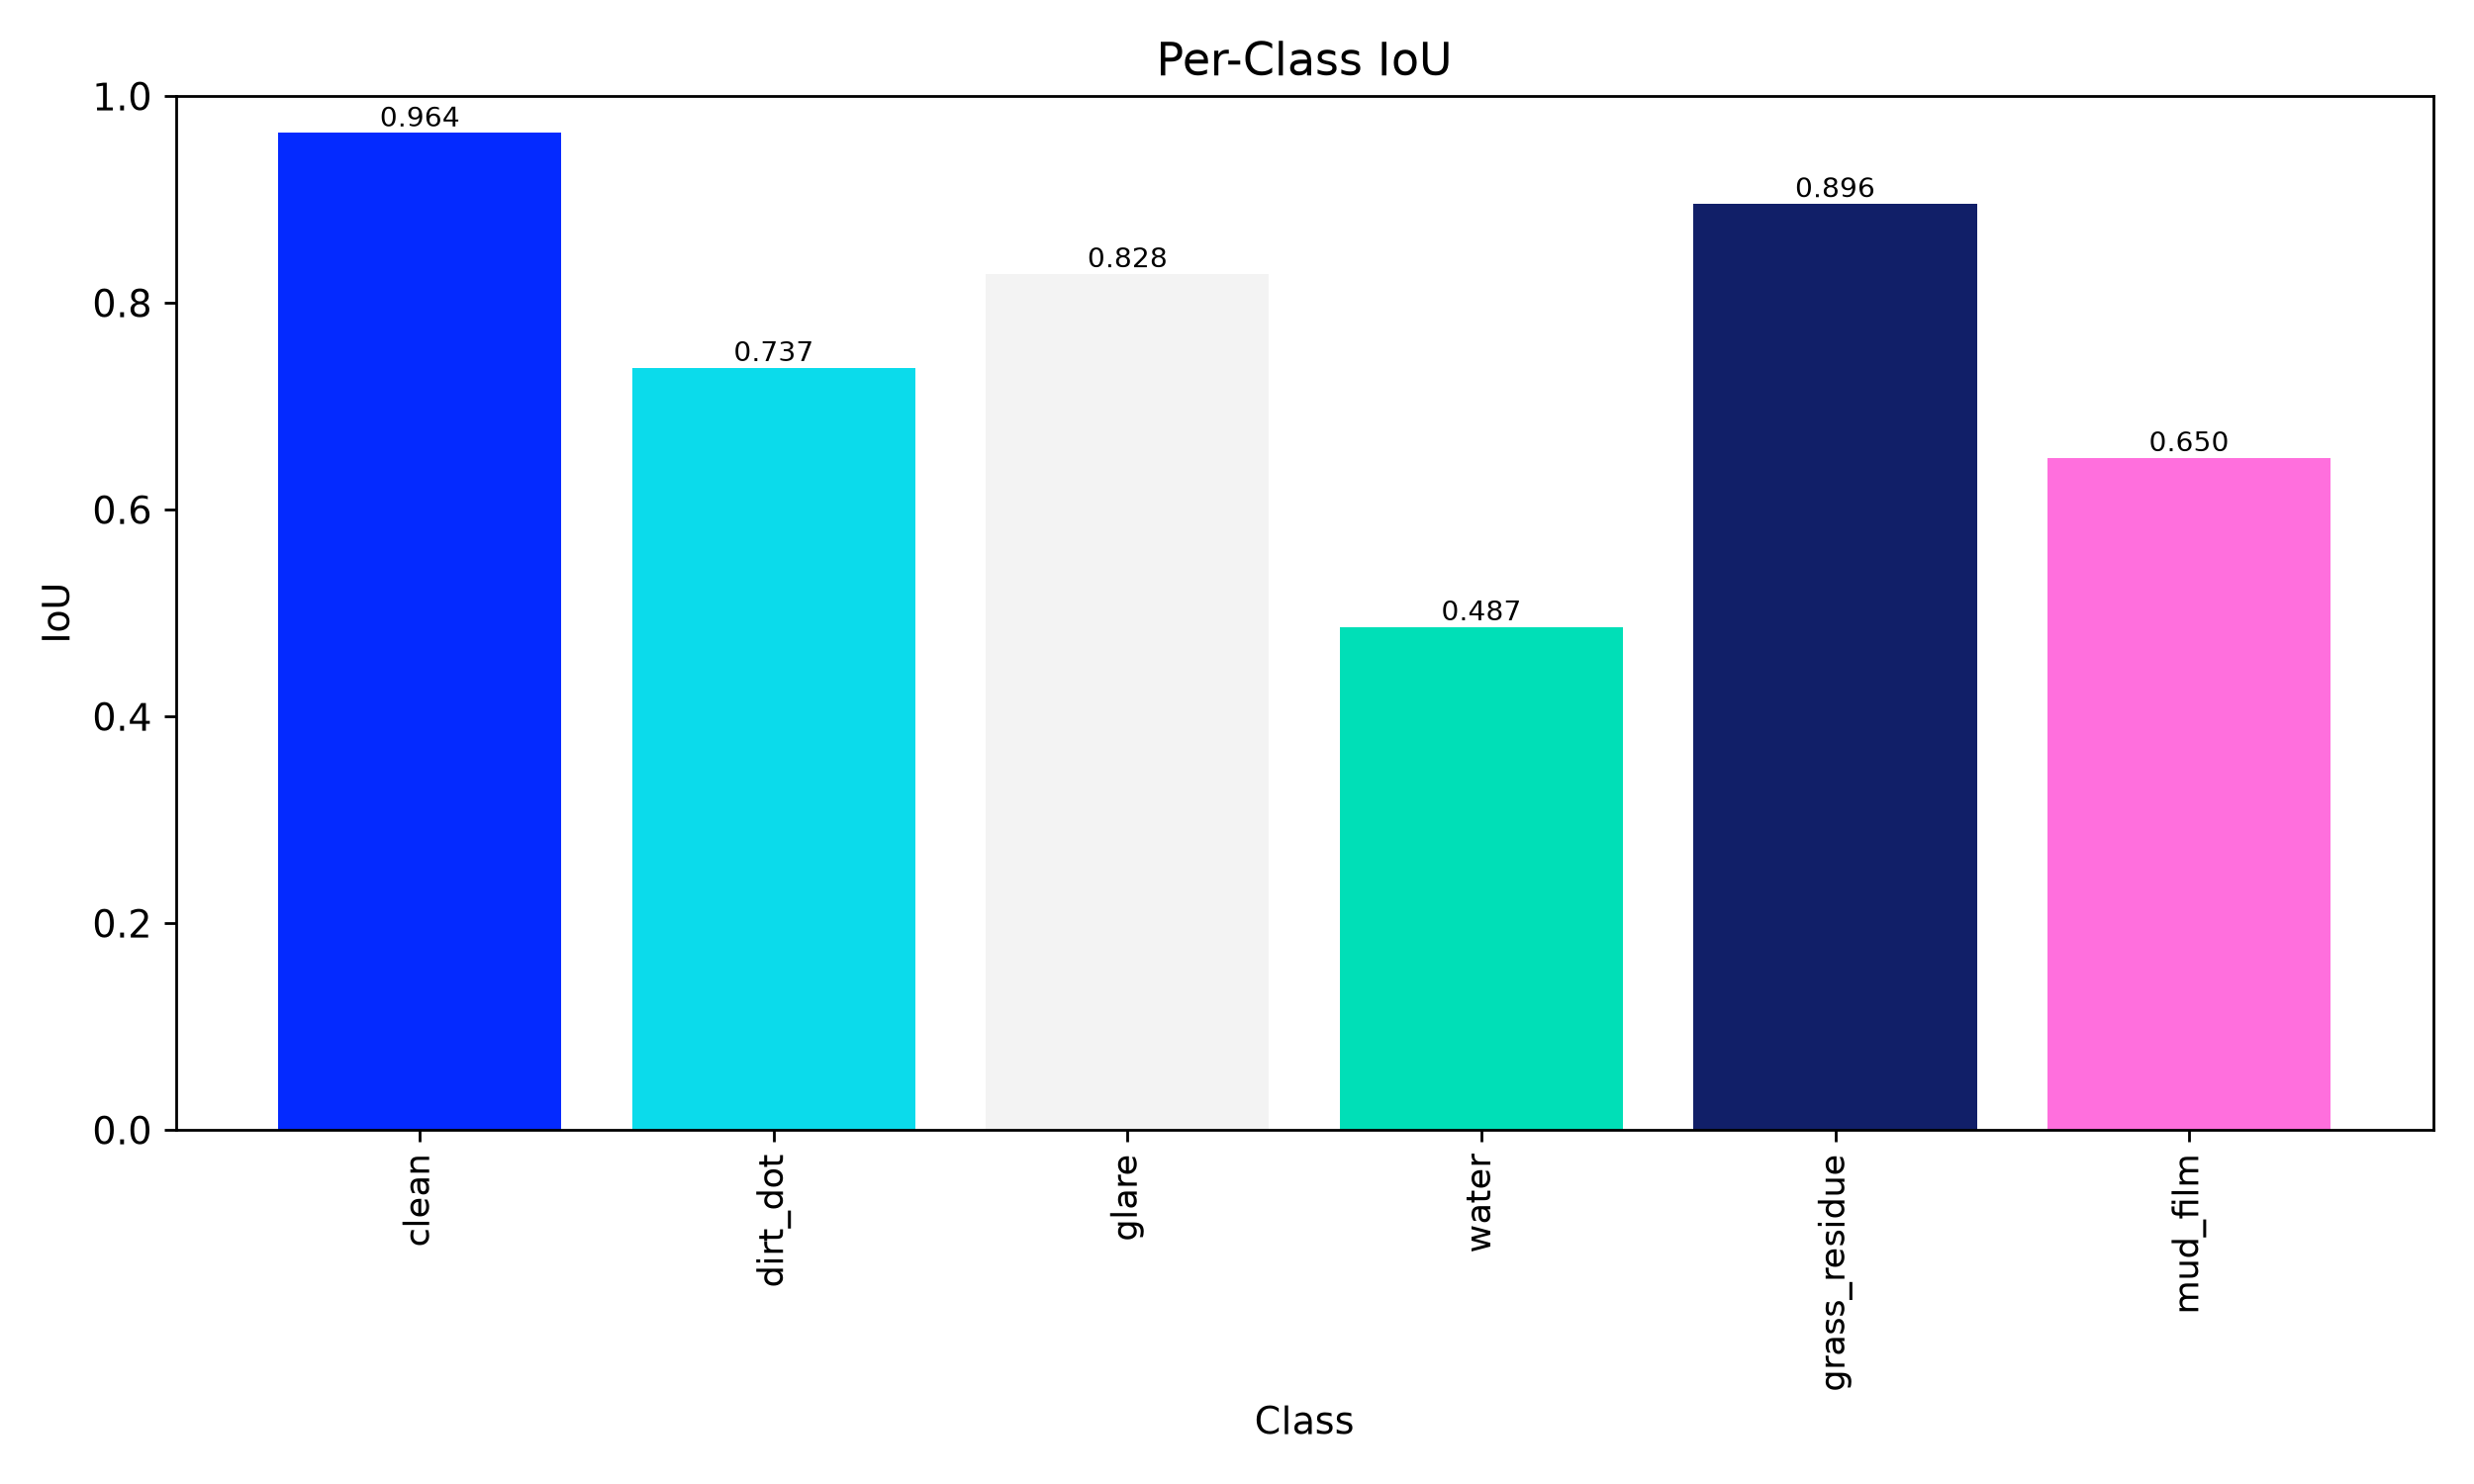 Per-Class IoU
1.0
0.8
0.6
0.4
0.2
0.0
IoU
0.964
0.737
0.828
0.487
0.896
0.650
clean
dirt_dot
glare
water
grass_residue
mud_film
Class